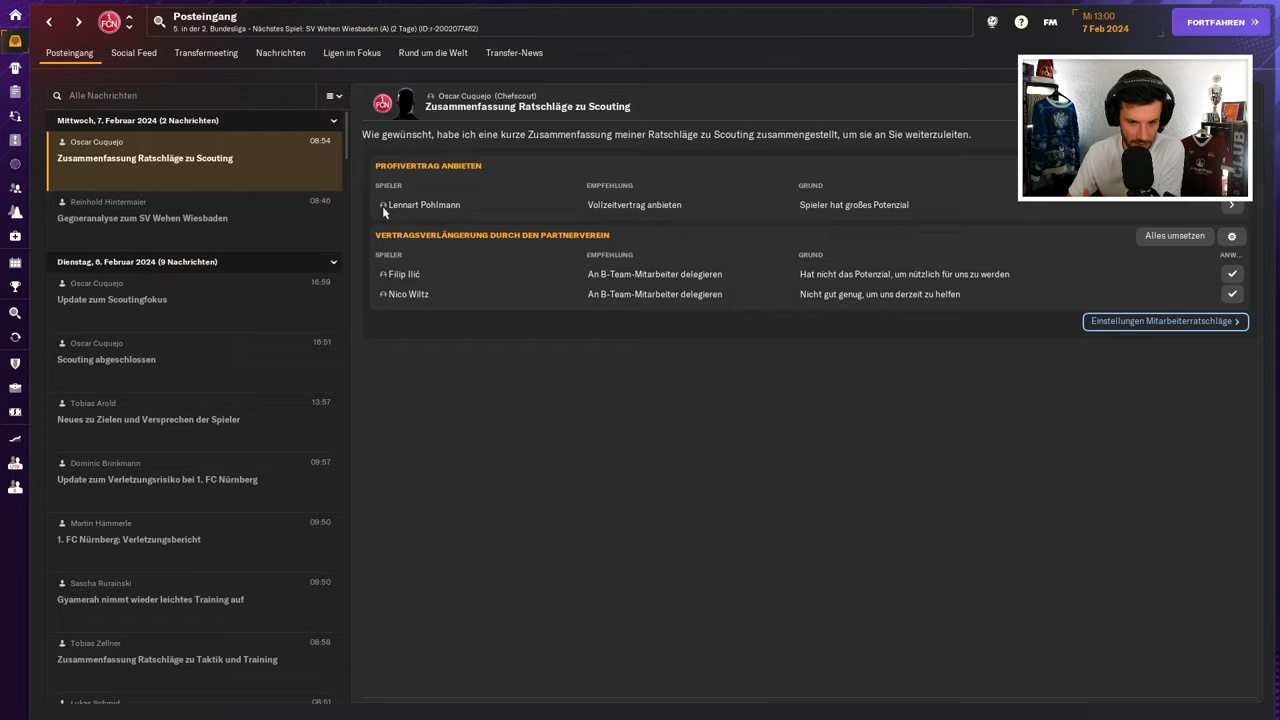 Posteingang
5. in der 2. Bundesliga - Nächstes Spiel: SV Wehen Wiesbaden (A) (2 Tage) (ID:r-2002077462)
FM
Mi 13:00
7 Feb 2024
FORTFAHREN
Posteingang
Social Feed
Transfermeeting
Nachrichten
Ligen im Fokus
Rund um die Welt
Transfer-News
Alle Nachrichten
Mittwoch, 7. Februar 2024 (2 Nachrichten)
Oscar Cuquejo 08:54
Zusammenfassung Ratschläge zu Scouting
Reinhold Hintermaier 08:46
Gegneranalyse zum SV Wehen Wiesbaden
Dienstag, 6. Februar 2024 (9 Nachrichten)
Oscar Cuquejo 16:59
Update zum Scoutingfokus
Oscar Cuquejo 16:51
Scouting abgeschlossen
Tobias Arold 13:57
Neues zu Zielen und Versprechen der Spieler
Dominic Brinkmann 09:57
Update zum Verletzungsrisiko bei 1. FC Nürnberg
Martin Hämmerle 09:50
1. FC Nürnberg: Verletzungsbericht
Sascha Rurainski 09:50
Gyamerah nimmt wieder leichtes Training auf
Tobias Zellner 08:58
Zusammenfassung Ratschläge zu Taktik und Training
Lukas Schmid 08:51
Oscar Cuquejo (Chefscout)
Zusammenfassung Ratschläge zu Scouting
Wie gewünscht, habe ich eine kurze Zusammenfassung meiner Ratschläge zu Scouting zusammengestellt, um sie an Sie weiterzuleiten.
PROFIVERTRAG ANBIETEN
SPIELER EMPFEHLUNG GRUND
Lennart Pohlmann Vollzeitvertrag anbieten Spieler hat großes Potenzial
VERTRAGSVERLÄNGERUNG DURCH DEN PARTNERVEREIN Alles umsetzen
SPIELER EMPFEHLUNG GRUND ANW...
Filip Ilić An B-Team-Mitarbeiter delegieren Hat nicht das Potenzial, um nützlich für uns zu werden
Nico Wiltz An B-Team-Mitarbeiter delegieren Nicht gut genug, um uns derzeit zu helfen
Einstellungen Mitarbeiterratschläge
CLUB